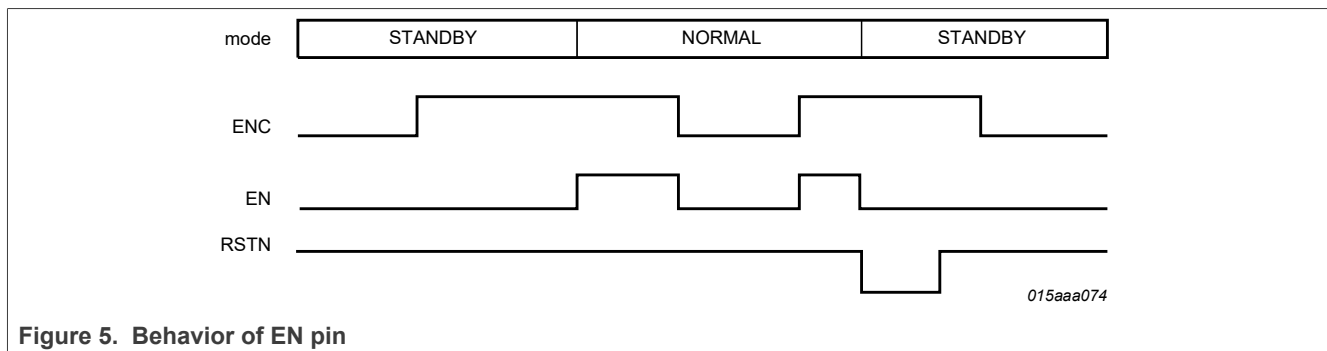 mode STANDBY NORMAL STANDBY
ENC
EN
RSTN
015aaa074
Figure 5. Behavior of EN pin